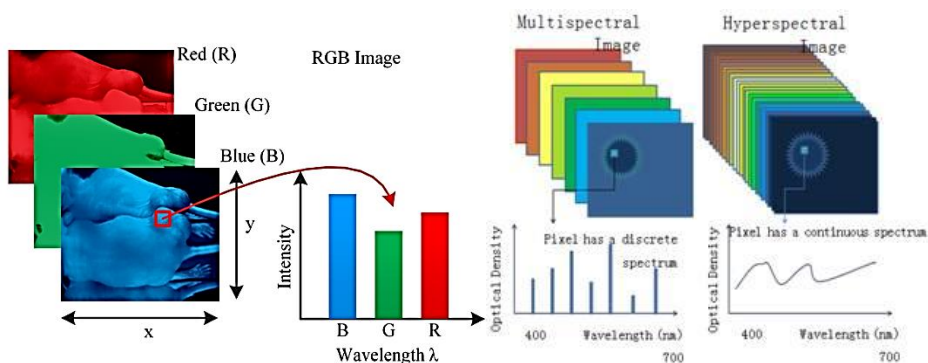 Red (R)
Green (G)
Blue (B)
y
x
RGB Image
Intensity
B G R
Wavelength λ
Multispectral
Image
Pixel has a discrete
spectrum
Optical Density
400 Wavelength (nm)
700
Hyperspectral
Image
Pixel has a continuous spectrum
Optical Density
400 Wavelength (nm)
700